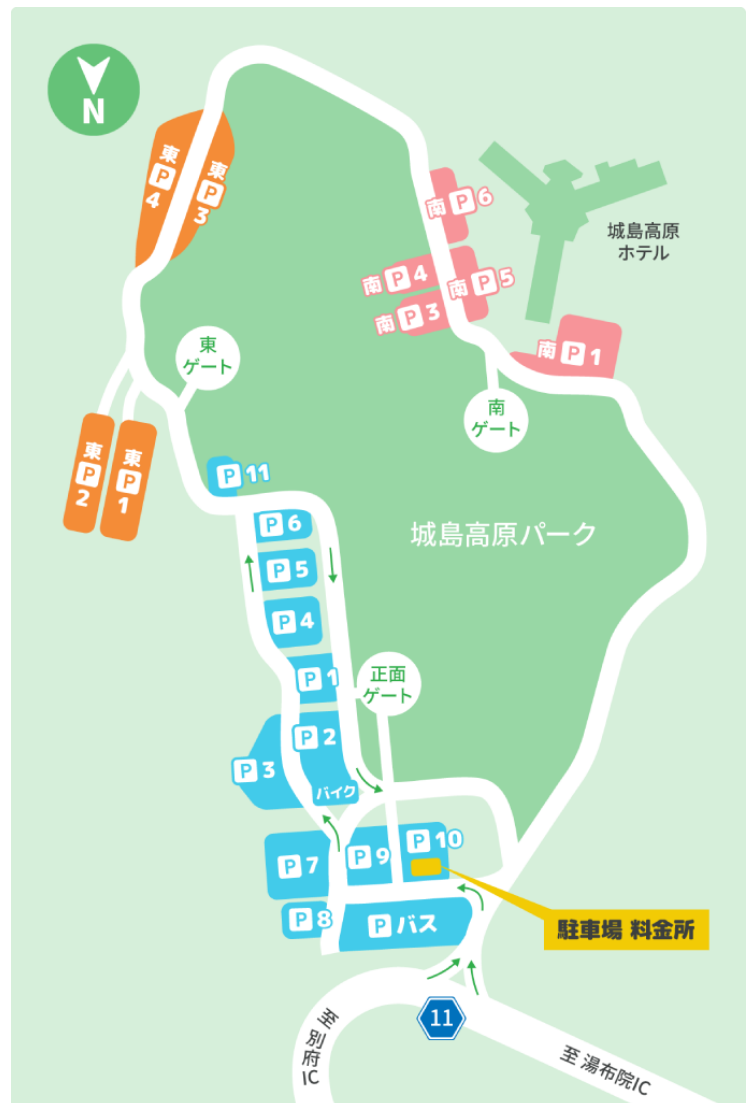 N
東
P
4
東
P
3
南 P 6
城島高原
ホテル
南 P 4
南 P 5
南 P 3
南 P 1
東
ゲート
南
ゲート
東
P
2
東
P
1
P 11
城島高原パーク
P 6
P 5
P 4
P 1
正面
ゲート
P 2
P 3
バイク
P 10
P 9
P 7
P 8
P バス
駐車場 料金所
11
至 別府IC
至 湯布院IC